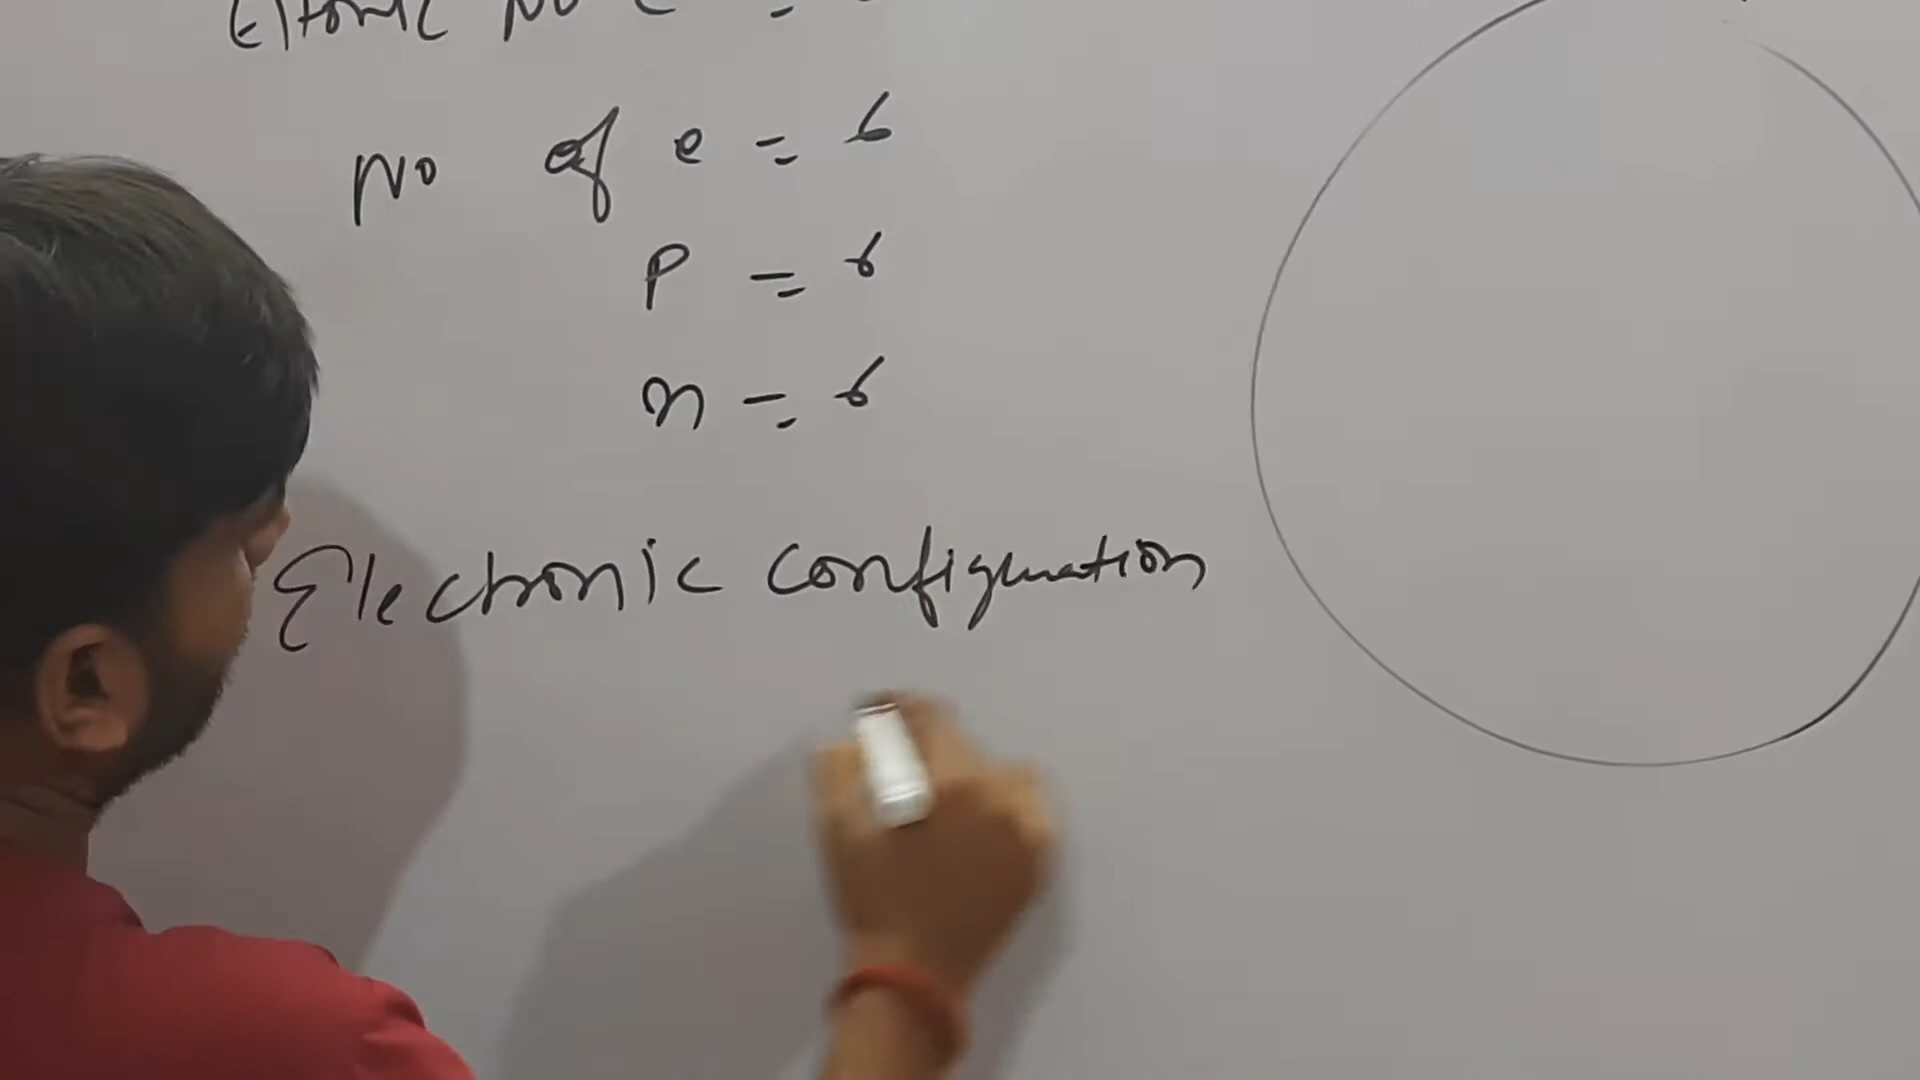 No of e = 6
P = 6
n = 6
Electronic configuration